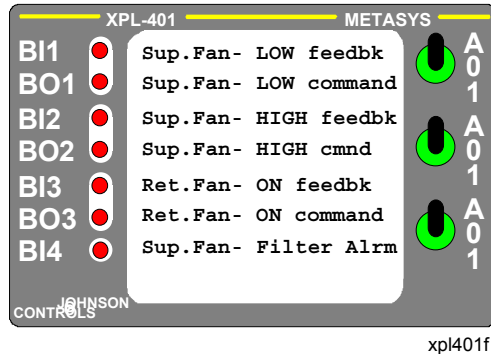 XPL-401 METASYS
BI1 Sup.Fan- LOW feedbk
BO1 Sup.Fan- LOW command
BI2 Sup.Fan- HIGH feedbk
BO2 Sup.Fan- HIGH cmnd
BI3 Ret.Fan- ON feedbk
BO3 Ret.Fan- ON command
BI4 Sup.Fan- Filter Alrm
A
0
1
A
0
1
A
0
1
JOHNSON
CONTROLS
xpl401f